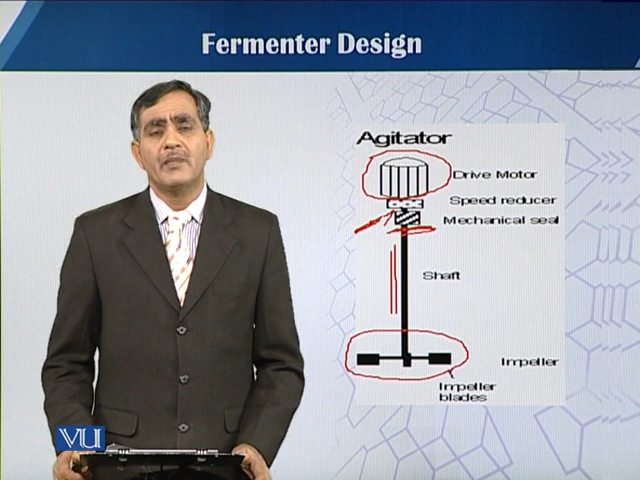 Fermenter Design
Agitator
Drive Motor
Speed reducer
Mechanical seal
Shaft
Impeller
Impeller
blades
VU